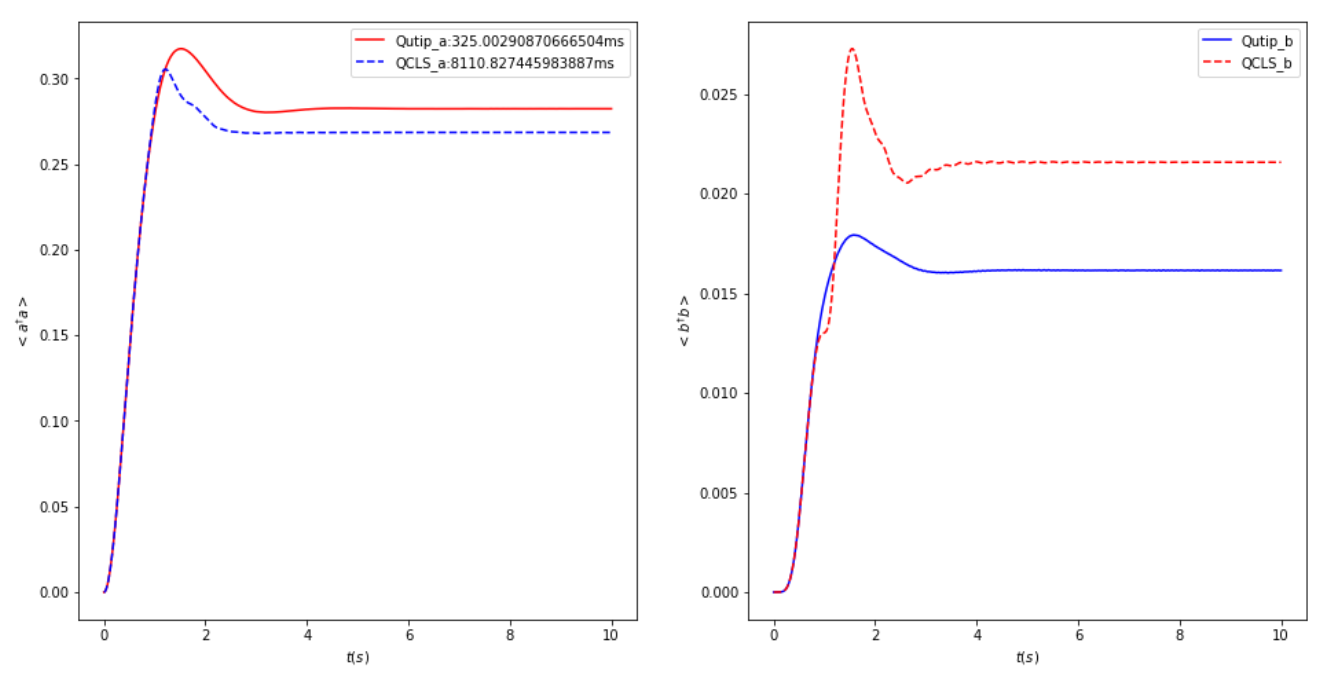 Qutip_a:325.00290870666504ms
QCLS_a:8110.827445983887ms
0.30
0.25
0.20
0.15
0.10
0.05
0.00
< a†a >
0 2 4 6 8 10
t(s)
Qutip_b
QCLS_b
0.025
0.020
0.015
0.010
0.005
0.000
< b†b >
0 2 4 6 8 10
t(s)